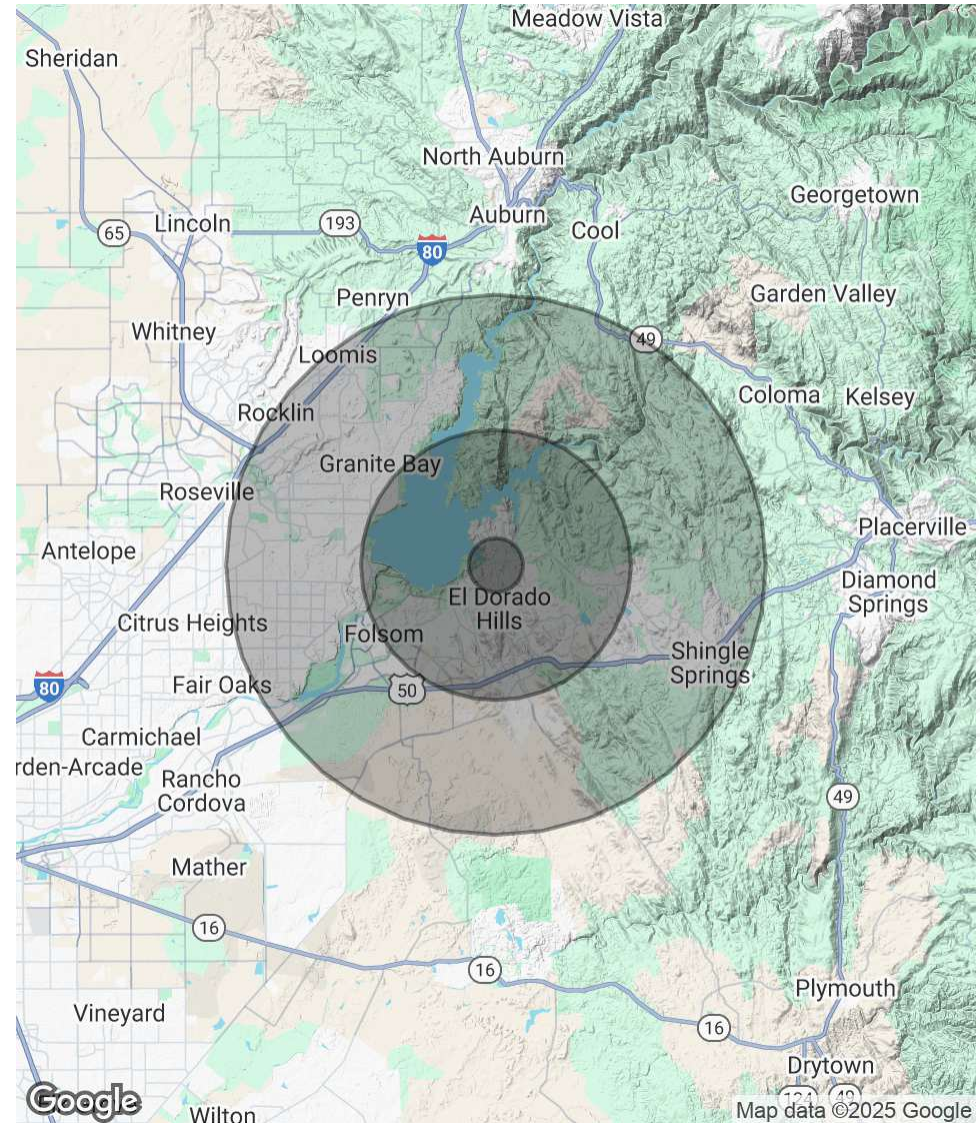 Meadow Vista
Sheridan
North Auburn
Georgetown
Auburn
Lincoln
193
Cool
65
80
Penryn
Garden Valley
Whitney
49
Loomis
Coloma
Kelsey
Rocklin
Granite Bay
Roseville
Placerville
Antelope
Diamond
Springs
El Dorado
Hills
Citrus Heights
Folsom
Shingle
Springs
80
Fair Oaks
50
Carmichael
rden-Arcade
Rancho
Cordova
49
Mather
16
16
Plymouth
Vineyard
16
Drytown
124
49
Google
Wilton
Map data ©2025 Google